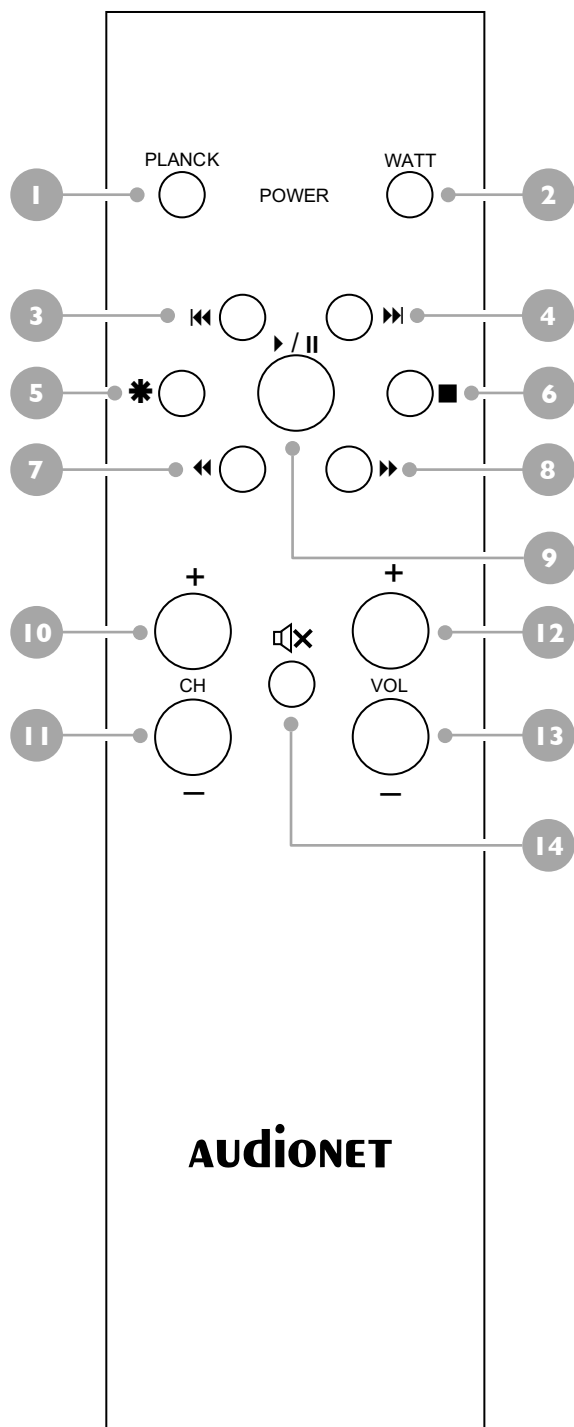 PLANCK WATT
1 POWER 2
3 4
/
5 * 6
7 8
9
+ +
10 12
CH VOL
11 13
− −
14
AUDIONET